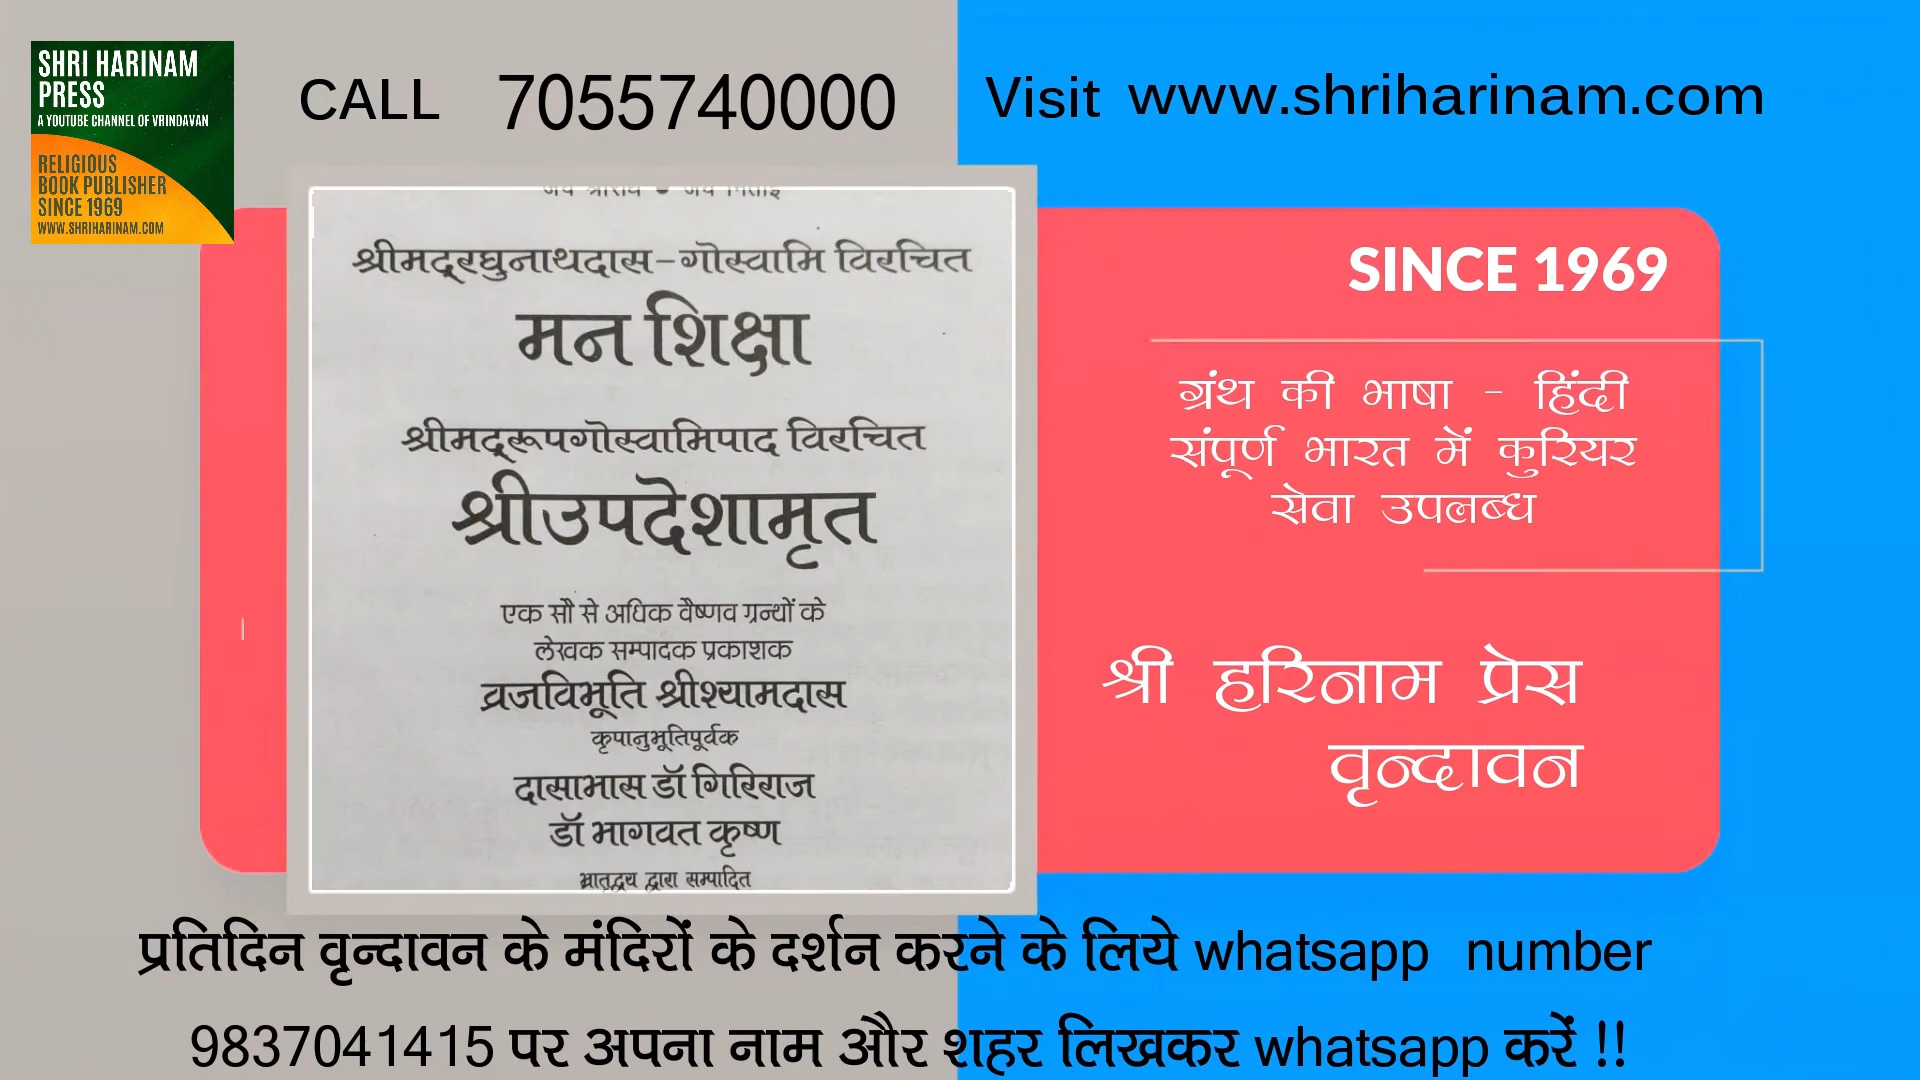 SHRI HARINAM
PRESS
A YOUTUBE CHANNEL OF VRINDAVAN
RELIGIOUS
BOOK PUBLISHER
SINCE 1969
WWW.SHRIHARINAM.COM
CALL 7055740000
Visit www.shriharinam.com
श्रीमद्रघुनाथदास-गोस्वामि विरचित
मन शिक्षा
श्रीमद्रूपगोस्वामिपाद विरचित
श्रीउपदेशामृत
एक सौ से अधिक वैष्णव ग्रन्थों के
लेखक सम्पादक प्रकाशक
व्रजविभूति श्रीश्यामदास
कृपानुभूतिपूर्वक
दासाभास डॉ गिरिराज
डॉ भागवत कृष्ण
भ्रातृद्वय द्वारा सम्पादित
SINCE 1969
ग्रंथ की भाषा - हिंदी
संपूर्ण भारत में कुरियर
सेवा उपलब्ध
श्री हरिनाम प्रेस
वृन्दावन
प्रतिदिन वृन्दावन के मंदिरों के दर्शन करने के लिये whatsapp number
9837041415 पर अपना नाम और शहर लिखकर whatsapp करें !!